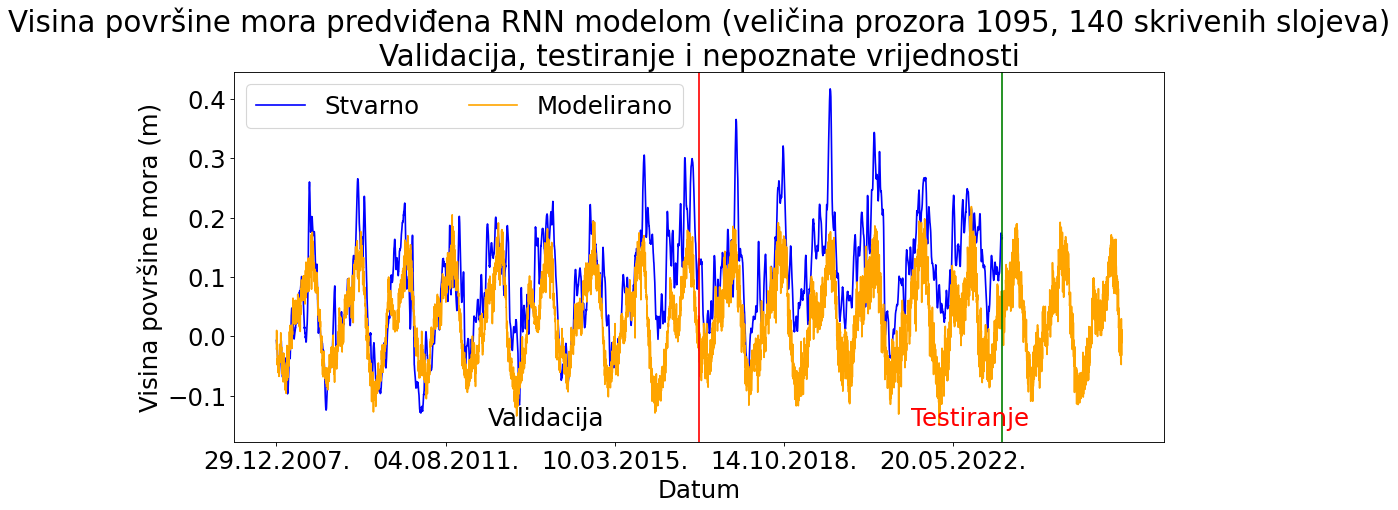 Visina površine mora predviđena RNN modelom (veličina prozora 1095, 140 skrivenih slojeva)
Validacija, testiranje i nepoznate vrijednosti
Stvarno Modelirano
Visina površine mora (m)
0.4
0.3
0.2
0.1
0.0
−0.1
Validacija Testiranje
29.12.2007. 04.08.2011. 10.03.2015. 14.10.2018. 20.05.2022.
Datum